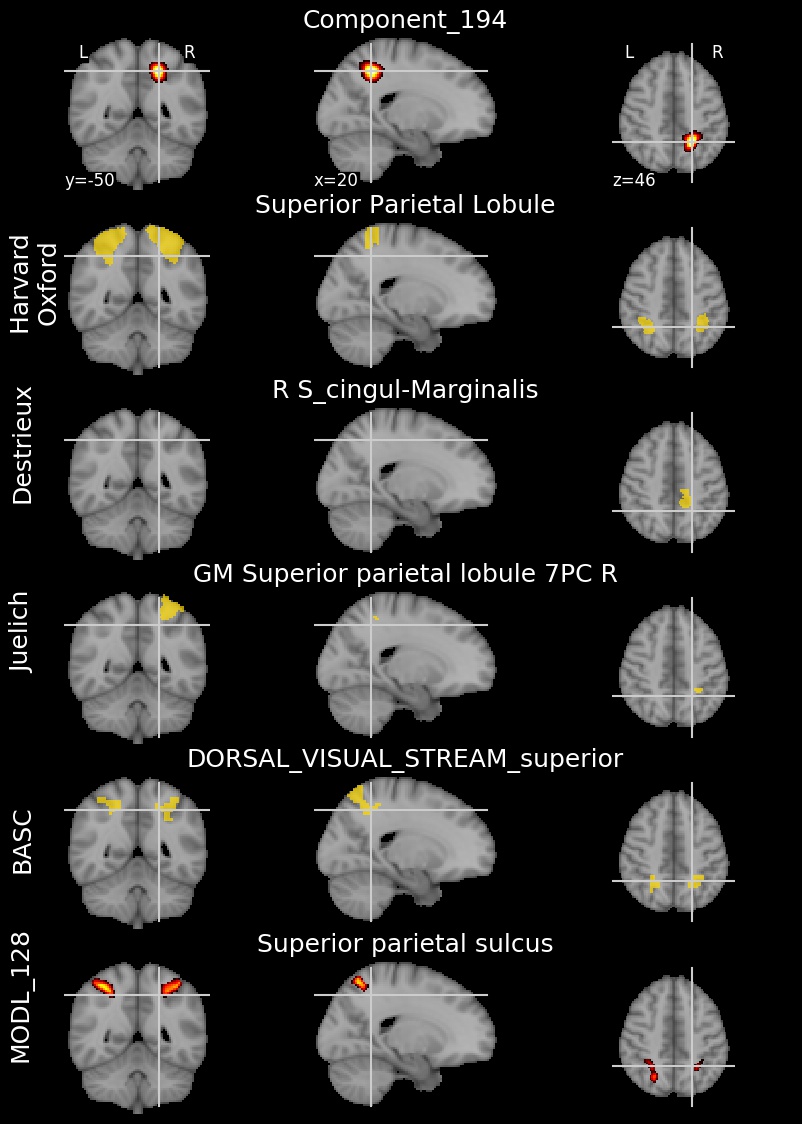 Component_194
L R
L R
y=-50
x=20
z=46
Superior Parietal Lobule
Harvard
Oxford
R S_cingul-Marginalis
Destrieux
GM Superior parietal lobule 7PC R
Juelich
DORSAL_VISUAL_STREAM_superior
BASC
Superior parietal sulcus
MODL_128